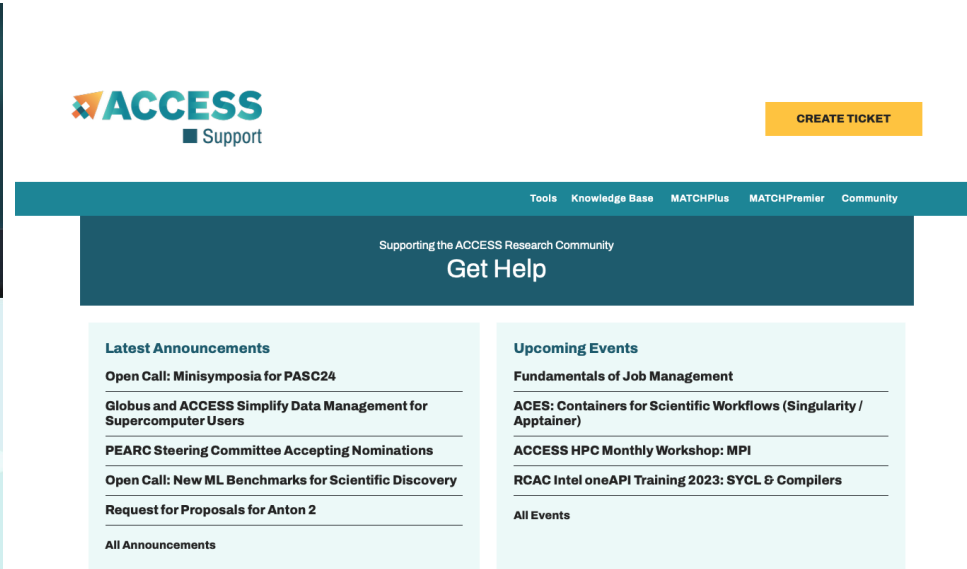 ACCESS
Support
CREATE TICKET
Tools Knowledge Base MATCHPlus MATCHPremier Community
Supporting the ACCESS Research Community
Get Help
Latest Announcements
Open Call: Minisymposia for PASC24
Globus and ACCESS Simplify Data Management for
Supercomputer Users
PEARC Steering Committee Accepting Nominations
Open Call: New ML Benchmarks for Scientific Discovery
Request for Proposals for Anton 2
All Announcements
Upcoming Events
Fundamentals of Job Management
ACES: Containers for Scientific Workflows (Singularity /
Apptainer)
ACCESS HPC Monthly Workshop: MPI
RCAC Intel oneAPI Training 2023: SYCL & Compilers
All Events